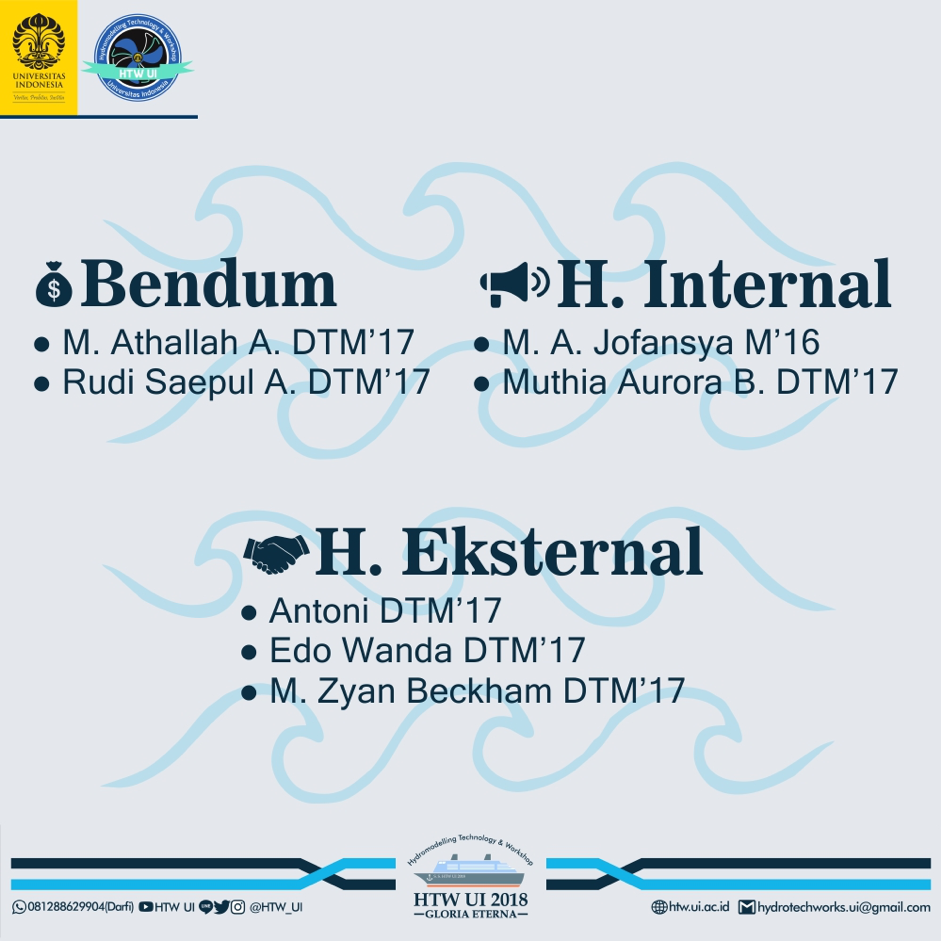 UNIVERSITAS
INDONESIA
Veritas, Probitas, Iustitia
Hydromodelling Technology & Workshop
HTW UI
Universitas Indonesia
Bendum
• M. Athallah A. DTM’17
• Rudi Saepul A. DTM’17
H. Internal
• M. A. Jofansya M’16
• Muthia Aurora B. DTM’17
H. Eksternal
• Antoni DTM’17
• Edo Wanda DTM’17
• M. Zyan Beckham DTM’17
Hydromodelling Technology & Workshop
HTW UI 2018
GLORIA ETERNA
081288629904(Darfi) HTW UI LINE @HTW_UI
htw.ui.ac.id hydrotechworks.ui@gmail.com